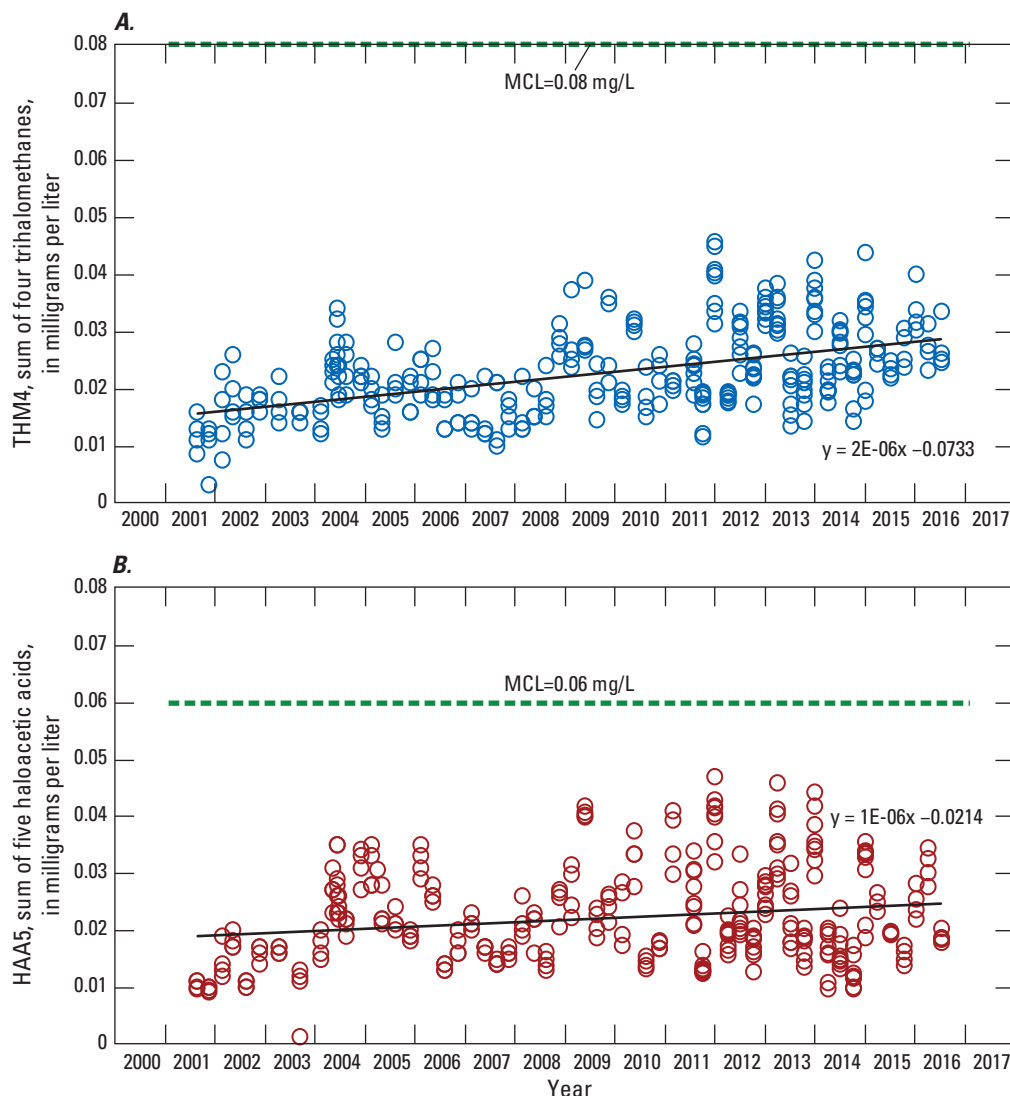 A.
THM4, sum of four trihalomethanes,
in milligrams per liter
0.08
0.07
0.06
0.05
0.04
0.03
0.02
0.01
0
MCL=0.08 mg/L
y = 2E-06x −0.0733
2000 2001 2002 2003 2004 2005 2006 2007 2008 2009 2010 2011 2012 2013 2014 2015 2016 2017
B.
HAA5, sum of five haloacetic acids,
in milligrams per liter
0.08
0.07
0.06
0.05
0.04
0.03
0.02
0.01
0
MCL=0.06 mg/L
y = 1E-06x −0.0214
2000 2001 2002 2003 2004 2005 2006 2007 2008 2009 2010 2011 2012 2013 2014 2015 2016 2017
Year